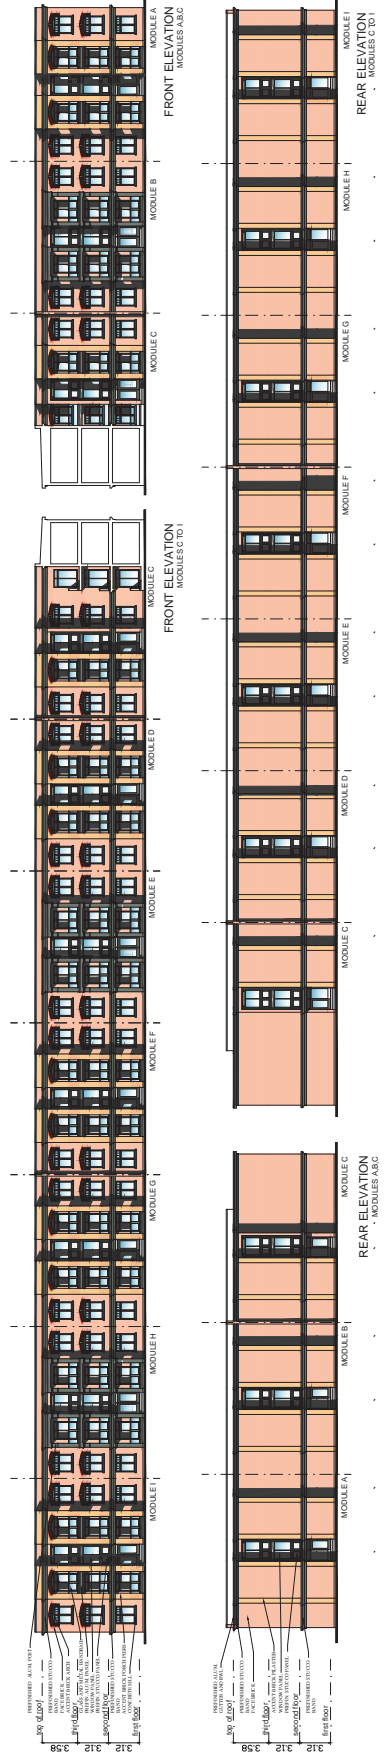 MODULE I
MODULE H
MODULE G
MODULE F
MODULE E
MODULE D
MODULE C
FRONT ELEVATION
MODULES C TO I
MODULE C
MODULE B
MODULE A
FRONT ELEVATION
MODULES A,B,C
top of roof
third floor
second floor
first floor
3.58
3.12
3.12
MODULE A
MODULE B
MODULE C
REAR ELEVATION
MODULES A,B,C
MODULE C
MODULE D
MODULE E
MODULE F
MODULE G
MODULE H
MODULE I
REAR ELEVATION
MODULES C TO I
top of roof
third floor
second floor
first floor
3.58
3.12
3.12
PREFINISHED STUCCO
BAND
FACE BRICK